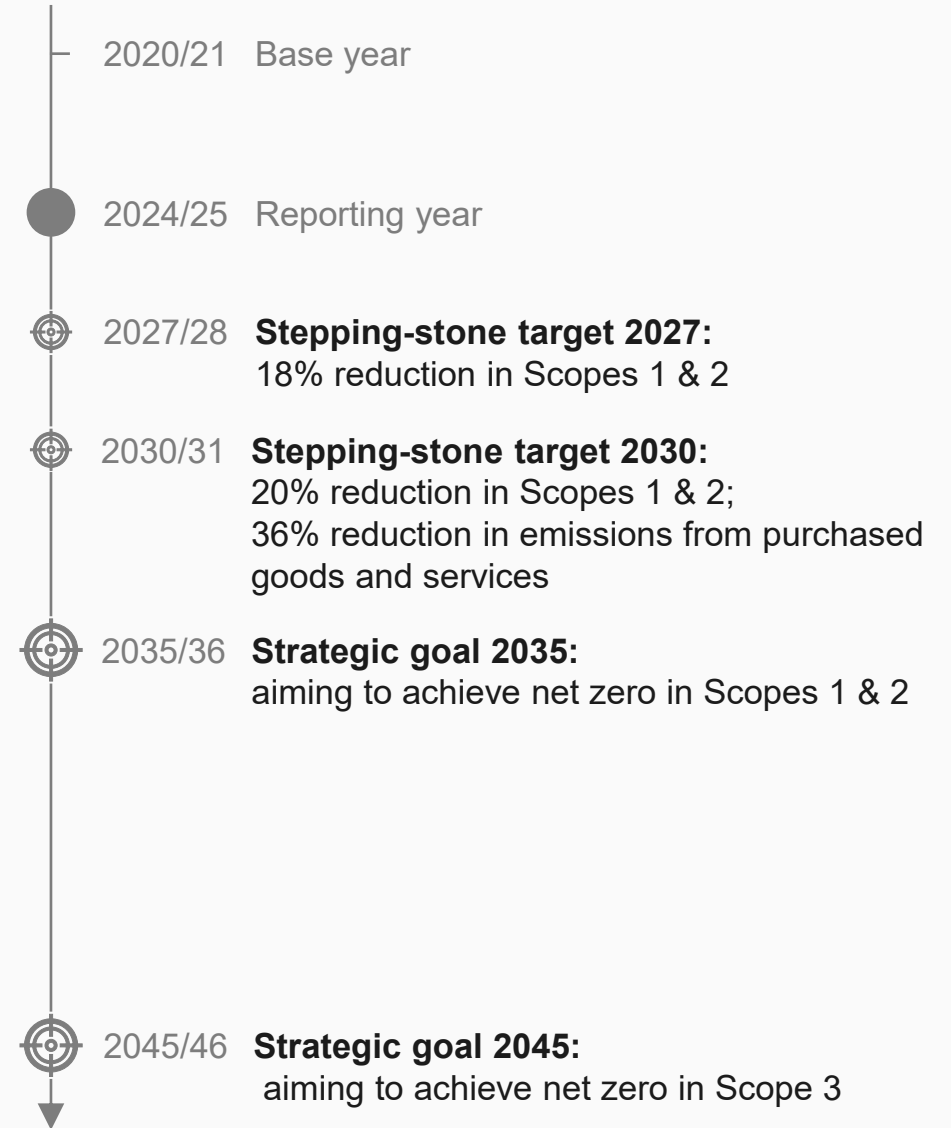 2020/21 Base year
2024/25 Reporting year
2027/28 Stepping-stone target 2027:
18% reduction in Scopes 1 & 2
2030/31 Stepping-stone target 2030:
20% reduction in Scopes 1 & 2;
36% reduction in emissions from purchased
goods and services
2035/36 Strategic goal 2035:
aiming to achieve net zero in Scopes 1 & 2
2045/46 Strategic goal 2045:
aiming to achieve net zero in Scope 3